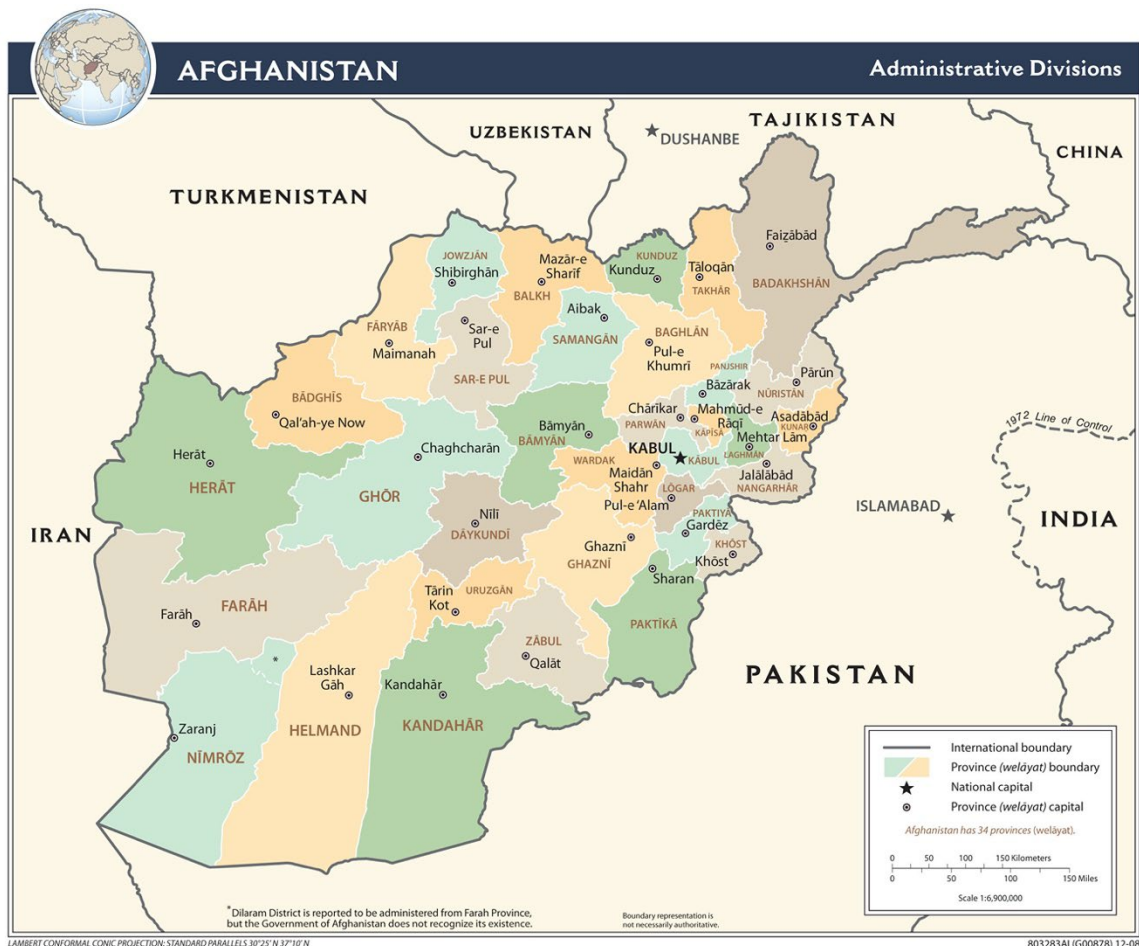 AFGHANISTAN
Administrative Divisions
UZBEKISTAN
TAJIKISTAN
DUSHANBE
CHINA
TURKMENISTAN
Faiẕābād
JOWZJĀN
Shibirghān
Mazār-e
Sharīf
BALKH
KUNDUZ
Kunduz
Tāloqān
TAKHĀR
BADAKHSHĀN
Aibak
SAMANGĀN
FĀRYĀB
Maimanah
Sar-e
Pul
SAR-E PUL
BAGHLĀN
Pul-e
Khumrī
PANJSHIR
Bāzārak
Pārūn
NŪRISTĀN
BĀDGHĪS
Qal'ah-ye Now
Chārīkar
PARWĀN
Mahmūd-e
Rāqī
KĀPĪSĀ
Asadābād
KUNAR
Mehtar
Lām
LAGHMĀN
1972 Line of Control
Herāt
HERĀT
Chaghcharān
GHŌR
Bāmyān
BĀMYĀN
KABUL
KĀBUL
WARDAK
Maidān
Shahr
Jalālābād
NANGARHĀR
LŌGAR
Pul-e ‘Alam
IRAN
Nīlī
DĀYKUNDĪ
PAKTIYĀ
Gardēz
KHŌST
Khōst
ISLAMABAD
INDIA
Ghaznī
GHAZNĪ
Sharan
PAKTĪKĀ
FARĀH
Farāh
Tārin
Kot
URUZGĀN
ZĀBUL
Qalāt
*
Lashkar
Gāh
HELMAND
Kandahār
KANDAHĀR
PAKISTAN
Zaranj
NĪMRŌZ
International boundary
Province (welāyat) boundary
National capital
Province (welāyat) capital
Afghanistan has 34 provinces (welāyat).
0 50 100 150 Kilometers
0 50 100 150 Miles
Scale 1:6,900,000
*Dilaram District is reported to be administered from Farah Province,
but the Government of Afghanistan does not recognize its existence.
Boundary representation is
not necessarily authoritative.
LAMBERT CONFORMAL CONIC PROJECTION: STANDARD PARALLELS 30°25' N 37°10' N